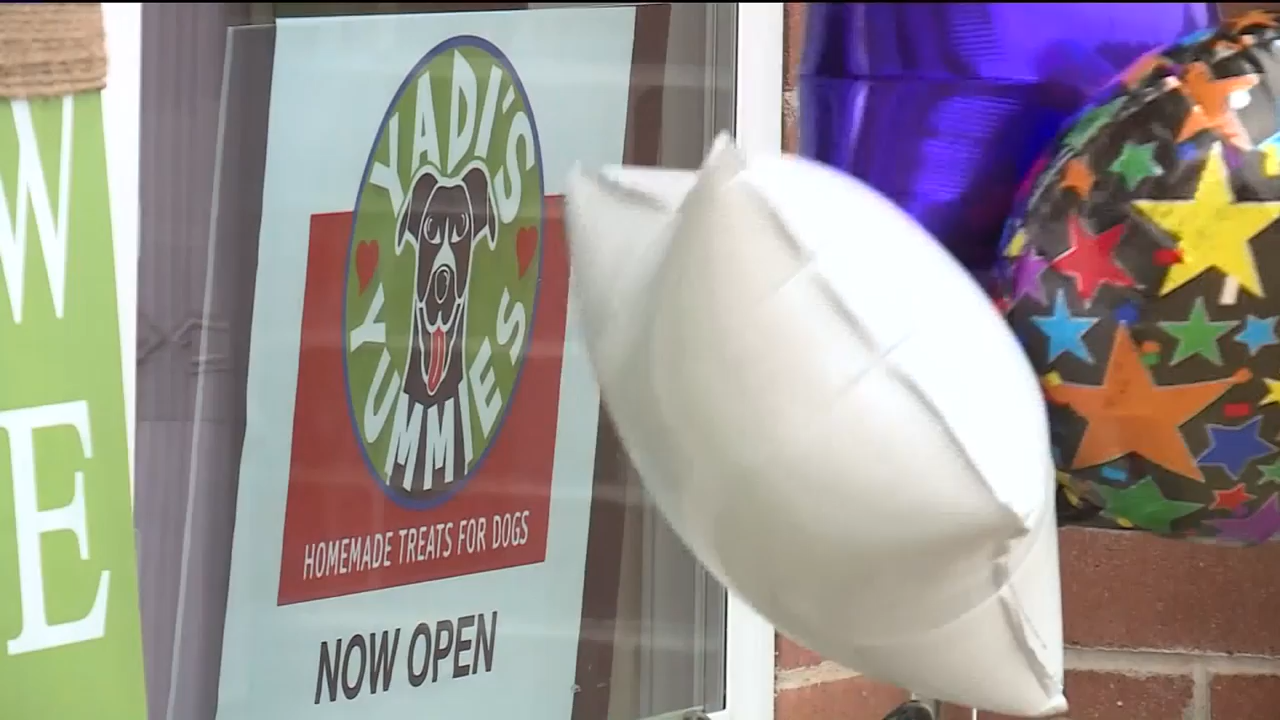 W
E
YADI'S
YUMMIES
HOMEMADE TREATS FOR DOGS
NOW OPEN